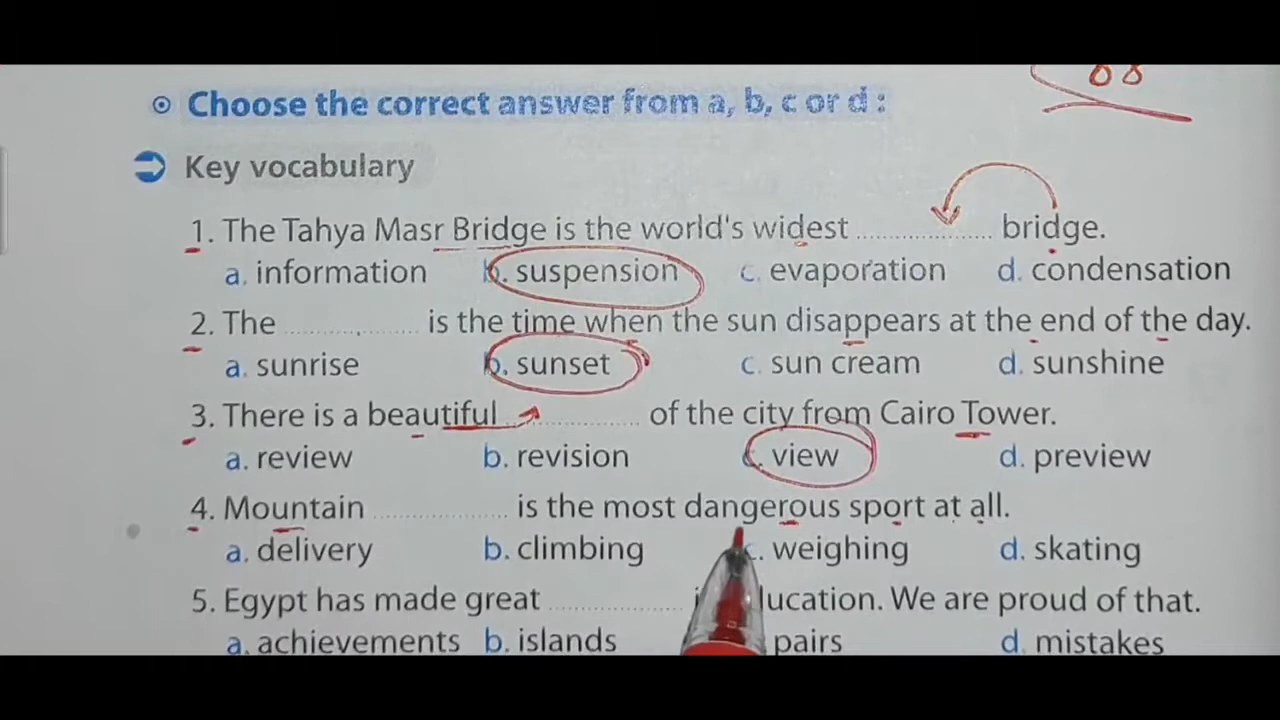 88
Choose the correct answer from a, b, c or d :
Key vocabulary
1. The Tahya Masr Bridge is the world's widest .................... bridge.
a. information b. suspension c. evaporation d. condensation
2. The .................... is the time when the sun disappears at the end of the day.
a. sunrise b. sunset c. sun cream d. sunshine
3. There is a beautiful .................... of the city from Cairo Tower.
a. review b. revision c. view d. preview
4. Mountain .................... is the most dangerous sport at all.
a. delivery b. climbing c. weighing d. skating
5. Egypt has made great .................... education. We are proud of that.
a. achievements b. islands pairs d. mistakes